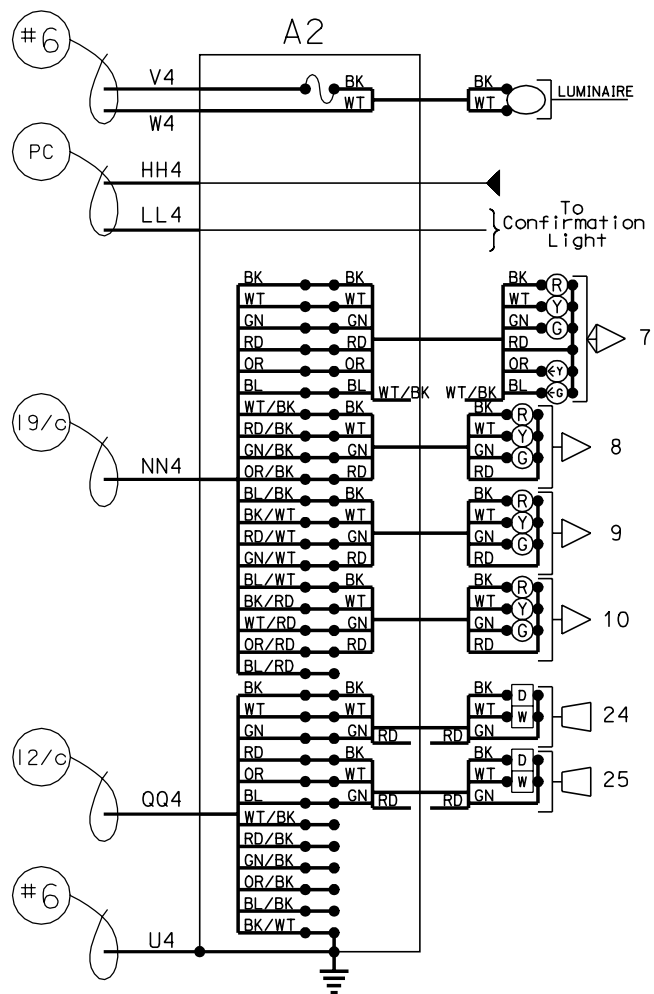 A2
#6
V4 BK BK LUMINAIRE
W4 WT WT
PC
HH4
LL4
To
Confirmation
Light
BK BK BK R
WT WT WT Y
GN GN GN G 7
RD RD RD
OR OR OR Y
BL BL WT/BK WT/BK BL G
WT/BK BK BK R
19/c RD/BK WT WT Y 8
GN/BK GN GN G
NN4 OR/BK RD RD
BL/BK BK BK R
BK/WT WT WT Y
RD/WT GN GN G 9
GN/WT RD RD
BL/WT BK BK R
BK/RD WT WT Y
WT/RD GN GN G 10
OR/RD RD RD
BL/RD
BK BK BK D
WT WT WT W 24
GN GN RD RD GN
12/c RD BK BK D
OR WT WT W 25
BL GN RD RD GN
QQ4 WT/BK
RD/BK
GN/BK
OR/BK
#6 BL/BK
BK/WT
U4